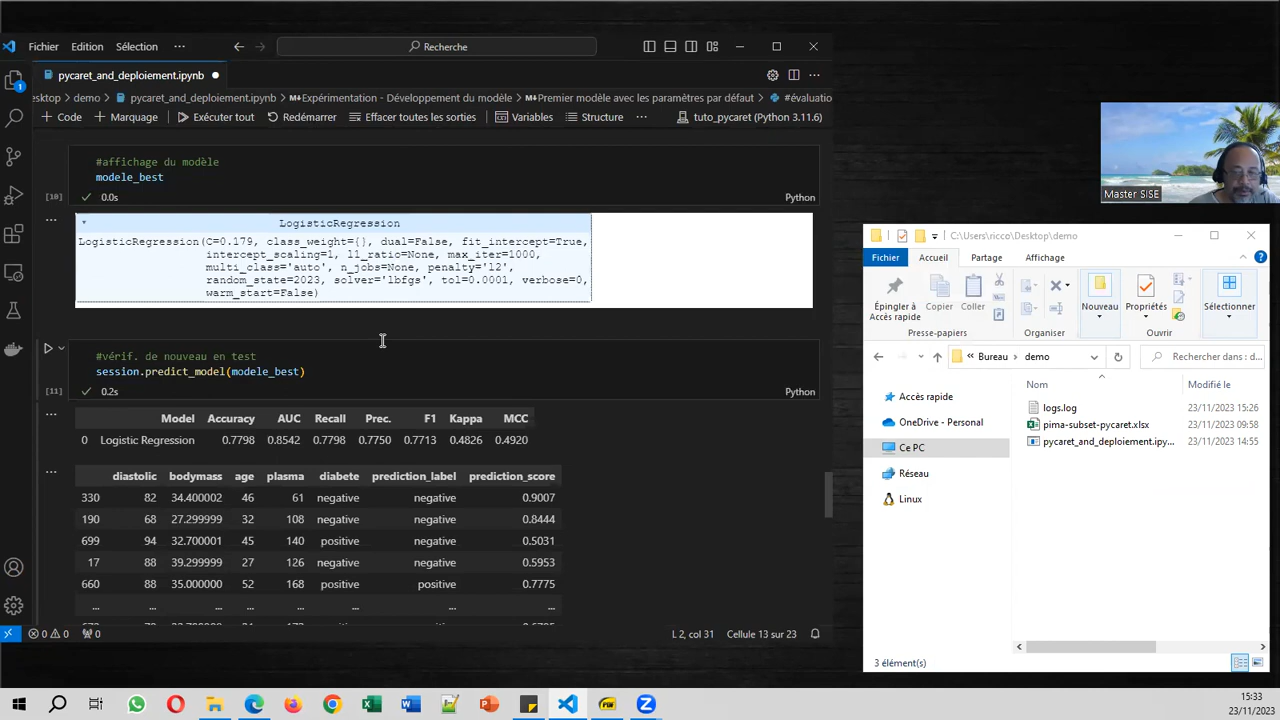 Fichier Edition Sélection ··· Recherche
pycaret_and_deploiement.ipynb
esktop > demo > pycaret_and_deploiement.ipynb > M↓Expérimentation - Développement du modèle > M↓Premier modèle avec les paramètres par défaut > #évaluation
+ Code + Marquage Exécuter tout Redémarrer Effacer toutes les sorties Variables Structure ··· tuto_pycaret (Python 3.11.6)
#affichage du modèle
modele_best
[10] 0.0s Python
LogisticRegression
LogisticRegression(C=0.179, class_weight={}, dual=False, fit_intercept=True,
intercept_scaling=1, l1_ratio=None, max_iter=1000,
multi_class='auto', n_jobs=None, penalty='l2',
random_state=2023, solver='lbfgs', tol=0.0001, verbose=0,
warm_start=False)
#vérif. de nouveau en test
session.predict_model(modele_best)
[11] 0.2s Python
Model Accuracy AUC Recall Prec. F1 Kappa MCC
0 Logistic Regression 0.7798 0.8542 0.7798 0.7750 0.7713 0.4826 0.4920
diastolic bodymass age plasma diabete prediction_label prediction_score
330 82 34.400002 46 61 negative negative 0.9007
190 68 27.299999 32 108 negative negative 0.8444
699 94 32.700001 45 140 positive negative 0.5031
17 88 39.299999 27 126 negative negative 0.5953
660 88 35.000000 52 168 positive positive 0.7775
... ... ... ... ... ... ... ...
0 0 0 L 2, col 31 Cellule 13 sur 23
Master SISE
C:\Users\ricco\Desktop\demo
Fichier Accueil Partage Affichage
Épingler à
Accès rapide
Copier
Coller
Nouveau
Propriétés
Sélectionner
Presse-papiers Organiser Ouvrir
« Bureau > demo Rechercher dans : d...
Nom Modifié le
Accès rapide
OneDrive - Personal
Ce PC
Réseau
Linux
logs.log 23/11/2023 15:26
pima-subset-pycaret.xlsx 23/11/2023 09:58
pycaret_and_deploiement.ipy... 23/11/2023 14:55
3 élément(s)
15:33
23/11/2023